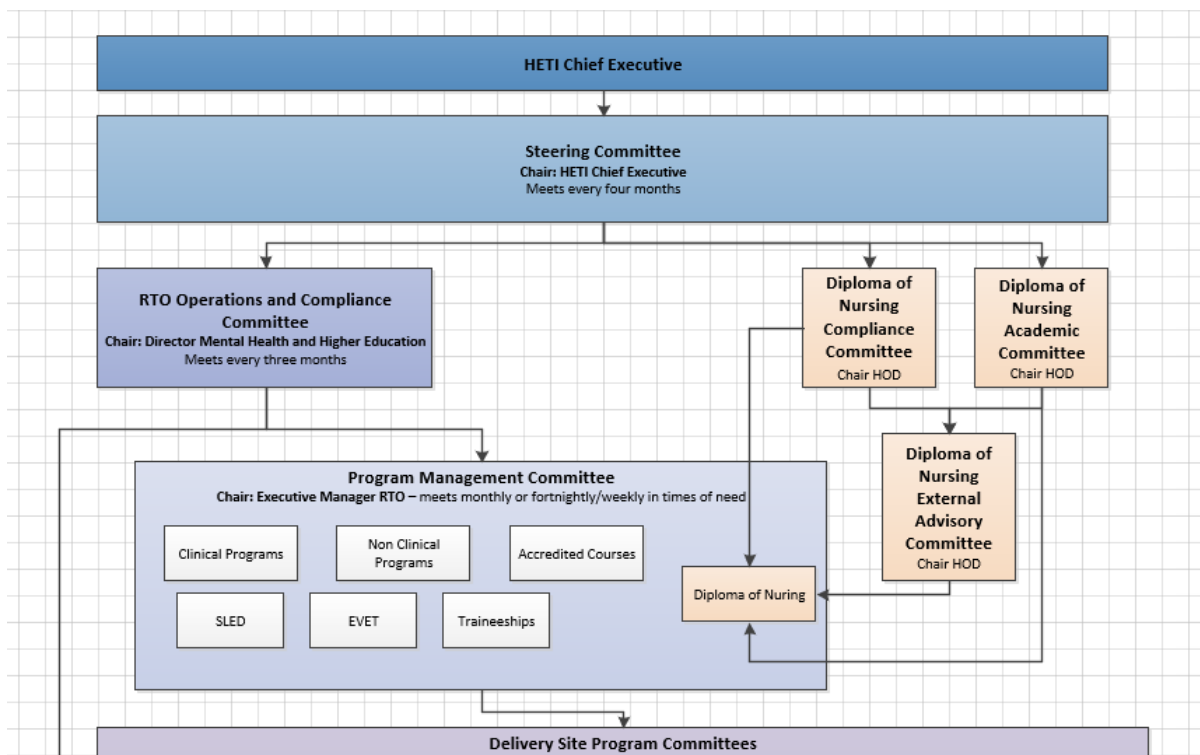 HETI Chief Executive
Steering Committee
Chair: HETI Chief Executive
Meets every four months
RTO Operations and Compliance
Committee
Chair: Director Mental Health and Higher Education
Meets every three months
Diploma of
Nursing
Compliance
Committee
Chair HOD
Diploma of
Nursing
Academic
Committee
Chair HOD
Diploma of
Nursing
External
Advisory
Committee
Chair HOD
Program Management Committee
Chair: Executive Manager RTO – meets monthly or fortnightly/weekly in times of need
Clinical Programs
Non Clinical
Programs
Accredited Courses
Diploma of Nuring
SLED
EVET
Traineeships
Delivery Site Program Committees